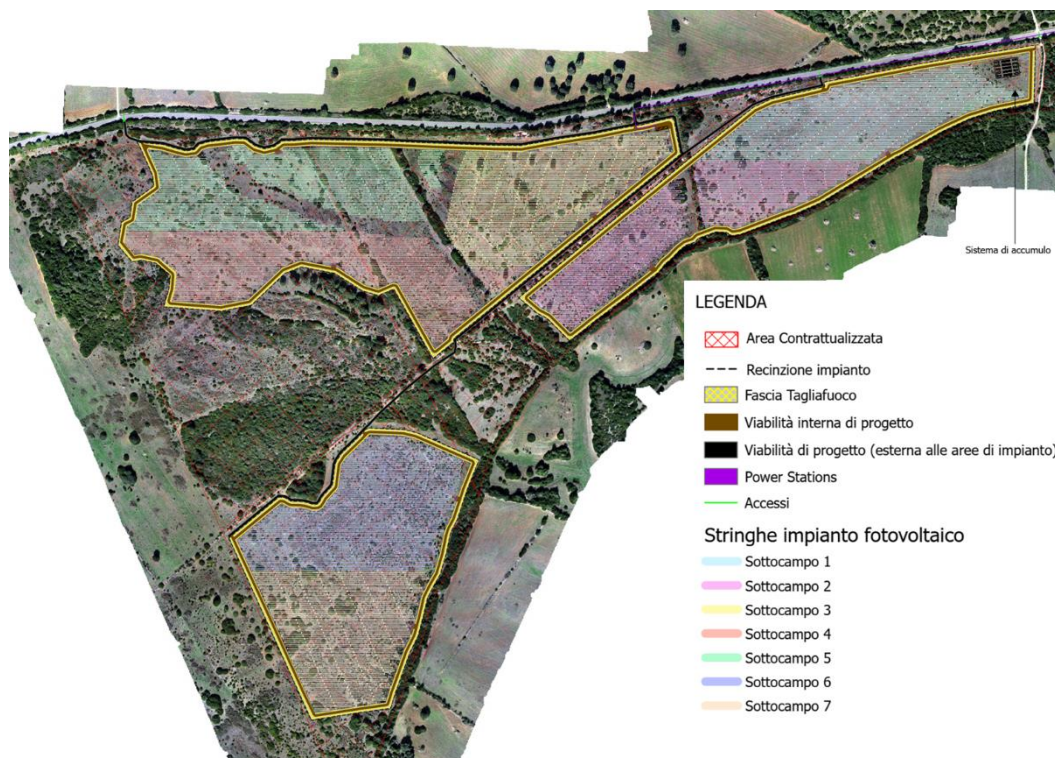 Sistema di accumulo
LEGENDA
Area Contrattualizzata
Recinzione impianto
Fascia Tagliafuoco
Viabilità interna di progetto
Viabilità di progetto (esterna alle aree di impianto)
Power Stations
Accessi
Stringhe impianto fotovoltaico
Sottocampo 1
Sottocampo 2
Sottocampo 3
Sottocampo 4
Sottocampo 5
Sottocampo 6
Sottocampo 7